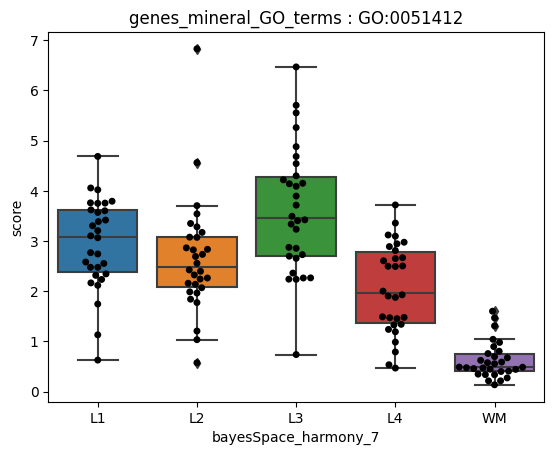 genes_mineral_GO_terms : GO:0051412
7
6
5
4
3
2
1
0
score
L1 L2 L3 L4 WM
bayesSpace_harmony_7